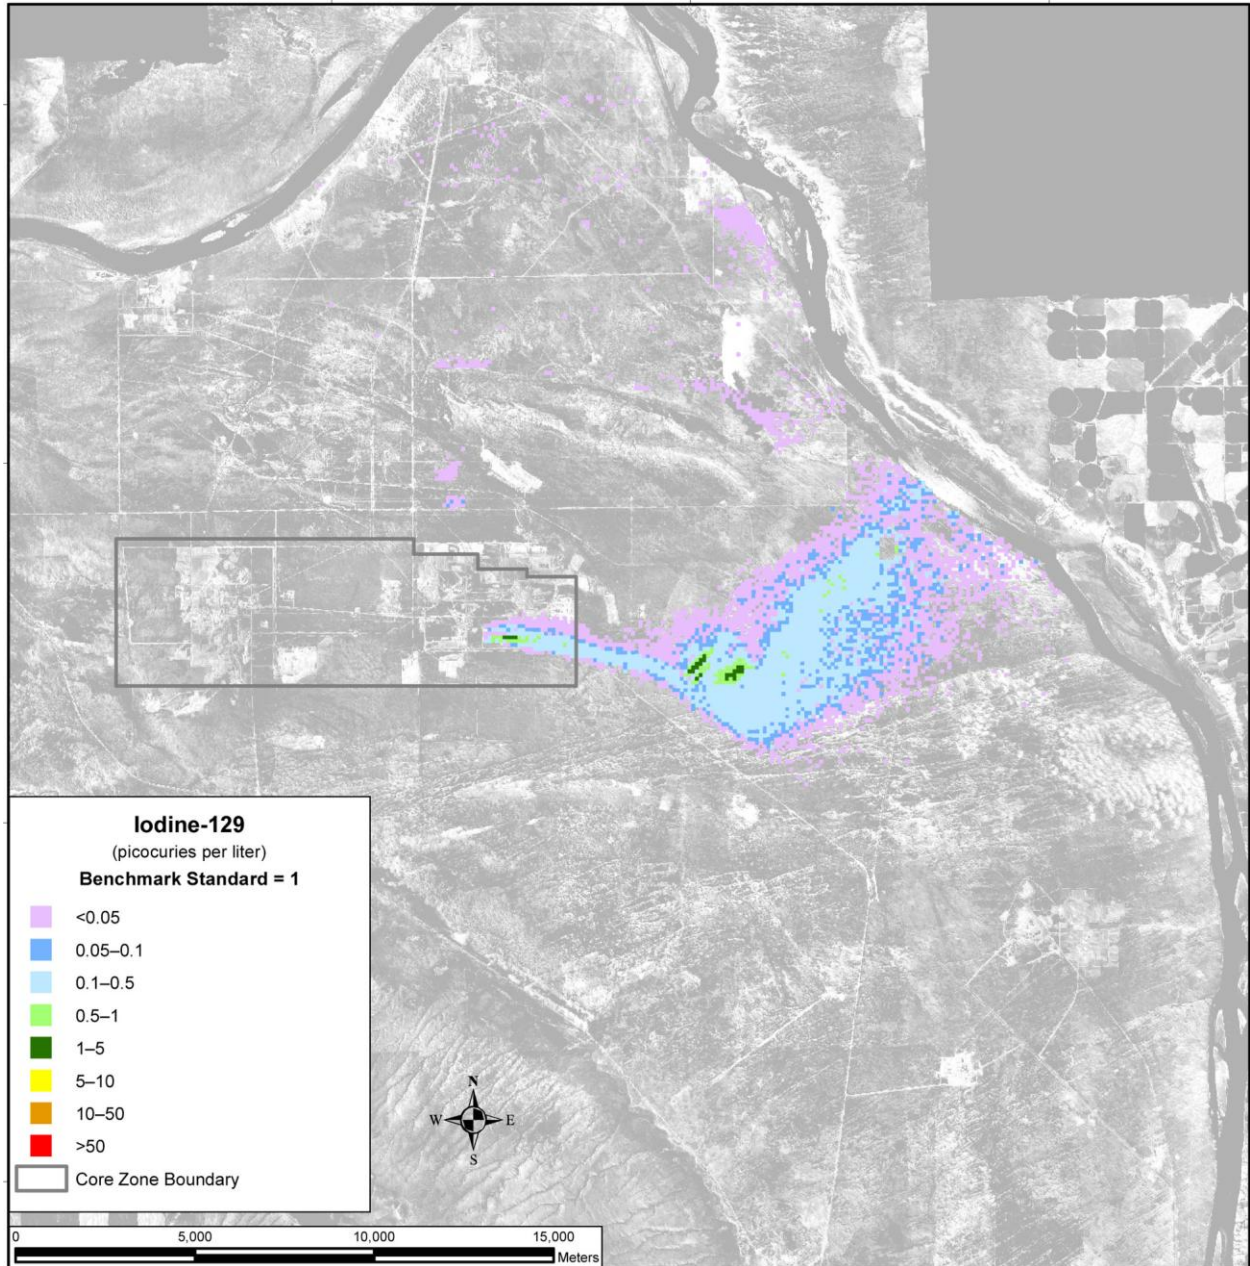 Iodine-129
(picocuries per liter)
Benchmark Standard = 1
<0.05
0.05–0.1
0.1–0.5
0.5–1
1–5
5–10
10–50
>50
Core Zone Boundary
N
W E
S
0 5,000 10,000 15,000
Meters